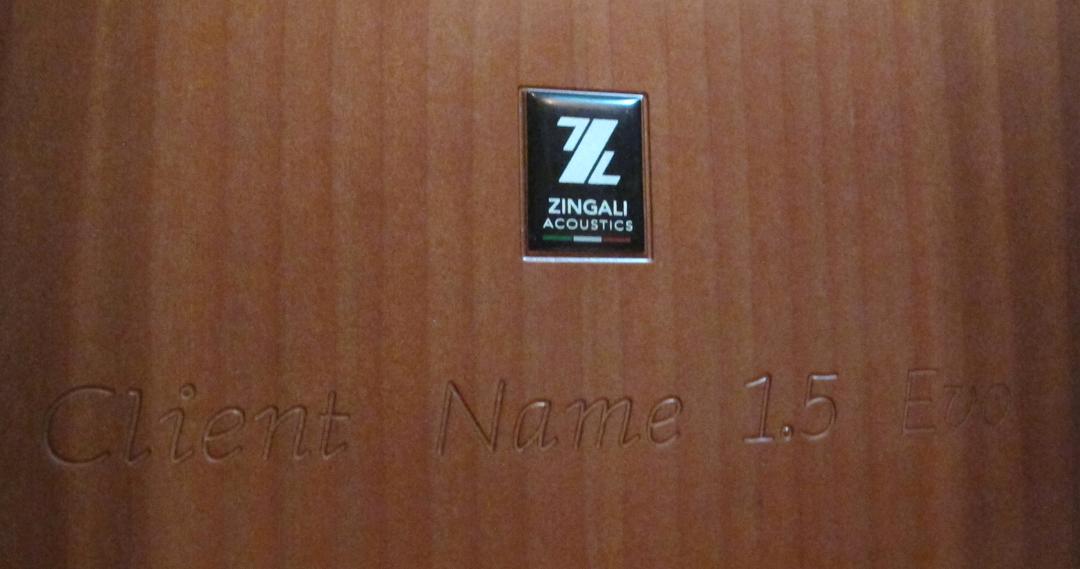 ZINGALI
ACOUSTICS
Client Name 1.5 Evo